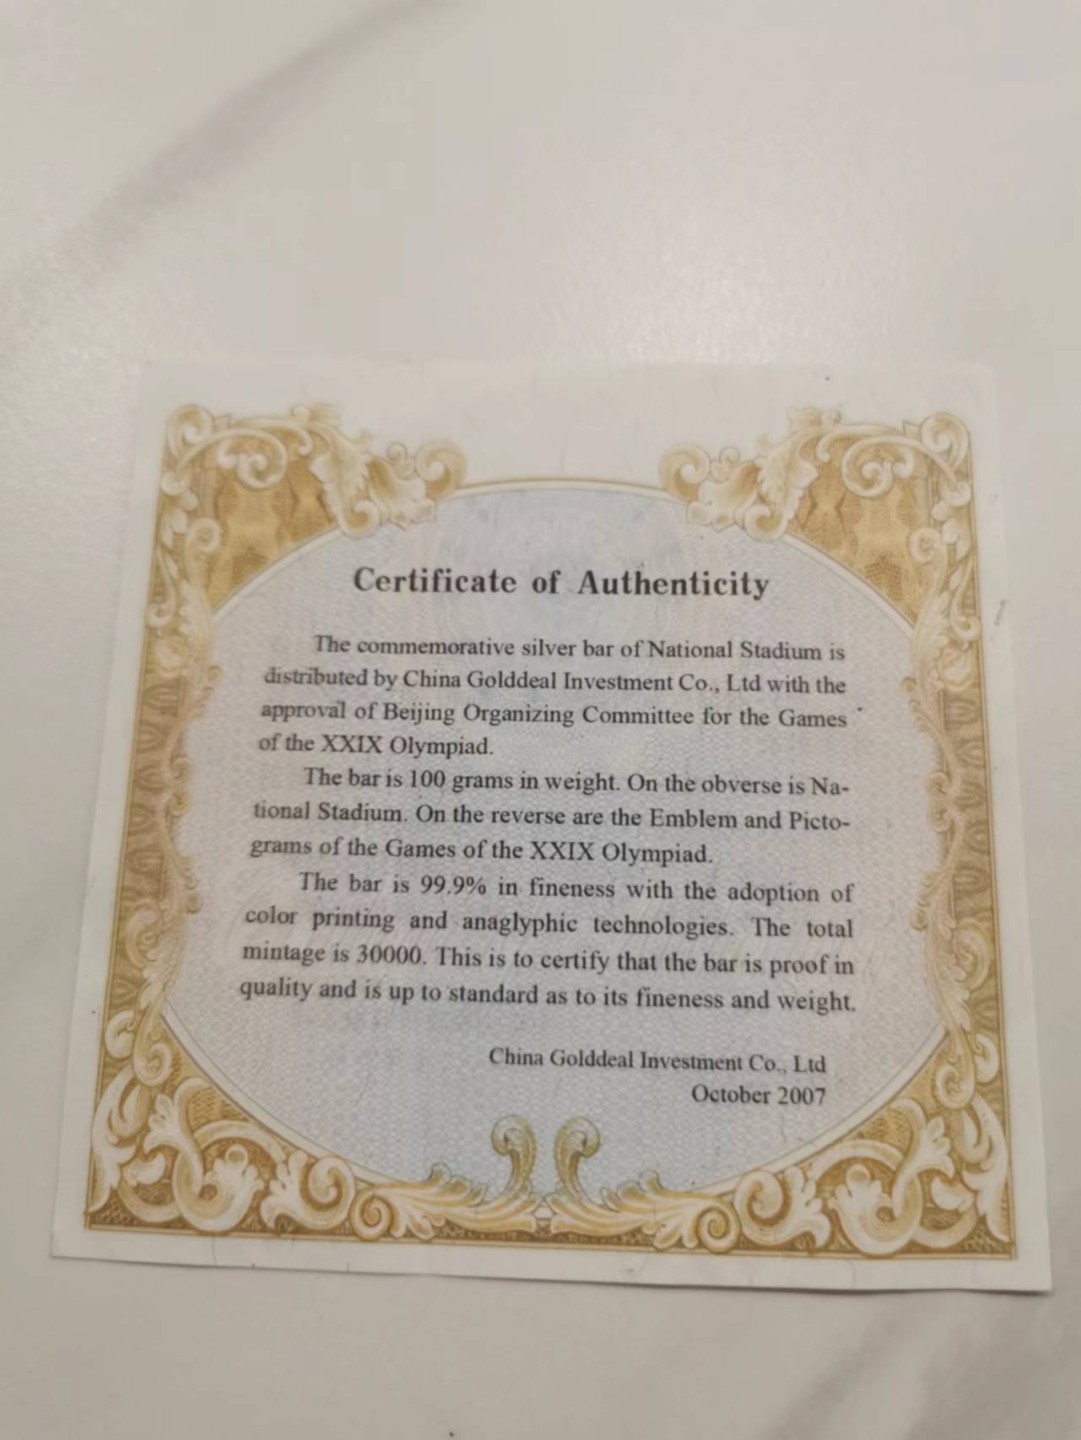 Certificate of Authenticity
The commemorative silver bar of National Stadium is
distributed by China Golddeal Investment Co., Ltd with the
approval of Beijing Organizing Committee for the Games
of the XXIX Olympiad.
The bar is 100 grams in weight. On the obverse is Na-
tional Stadium. On the reverse are the Emblem and Picto-
grams of the Games of the XXIX Olympiad.
The bar is 99.9% in fineness with the adoption of
color printing and anaglyphic technologies. The total
mintage is 30000. This is to certify that the bar is proof in
quality and is up to standard as to its fineness and weight.
China Golddeal Investment Co., Ltd
October 2007